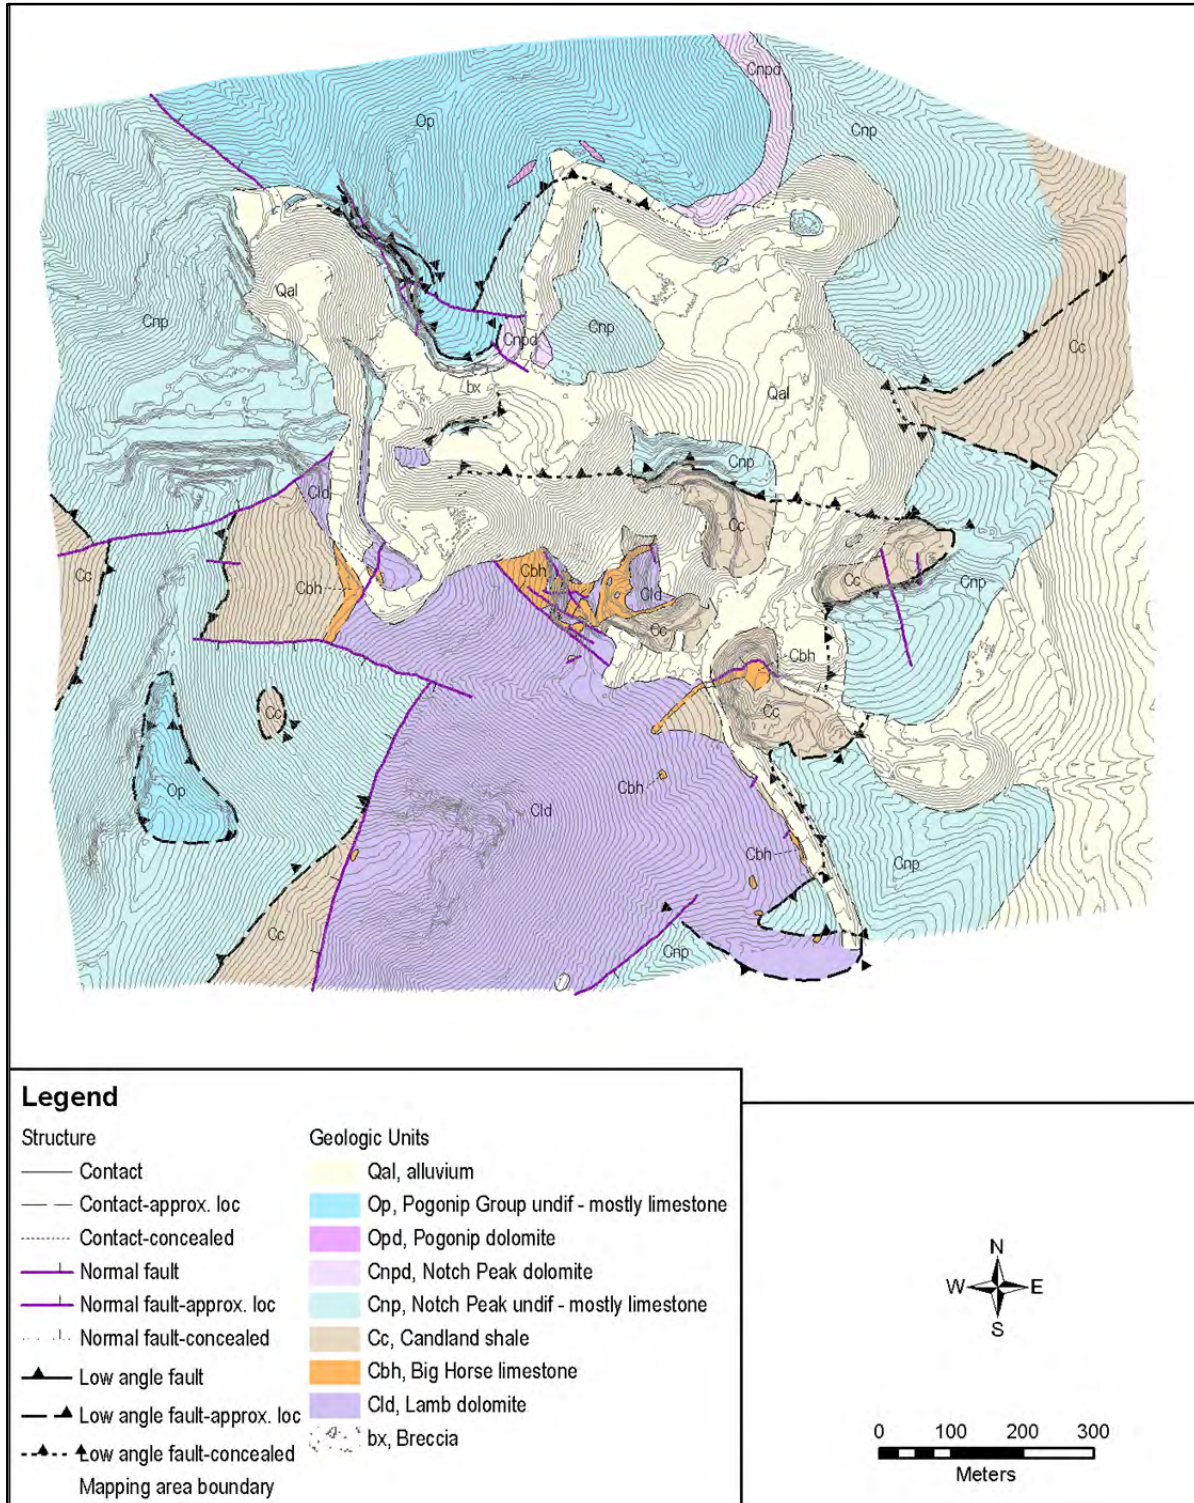 Cnpd
Op
Cnp
Qal
Cnp
Cnp
Cnpd
Cc
bx
Qal
Cnp
Cld
Cc
Cbh
Cc
Cc
Cnp
Cbh
Cld
Cc
Cbh
Cc
Cc
Op
Cbh
Cld
Cbh
Cnp
Cc
Cnp
Legend
Structure
Contact
Contact-approx. loc
Contact-concealed
Normal fault
Normal fault-approx. loc
Normal fault-concealed
Low angle fault
Low angle fault-approx. loc
Low angle fault-concealed
Mapping area boundary
Geologic Units
Qal, alluvium
Op, Pogonip Group undif - mostly limestone
Opd, Pogonip dolomite
Cnpd, Notch Peak dolomite
Cnp, Notch Peak undif - mostly limestone
Cc, Candland shale
Cbh, Big Horse limestone
Cld, Lamb dolomite
bx, Breccia
N
W E
S
0 100 200 300
Meters